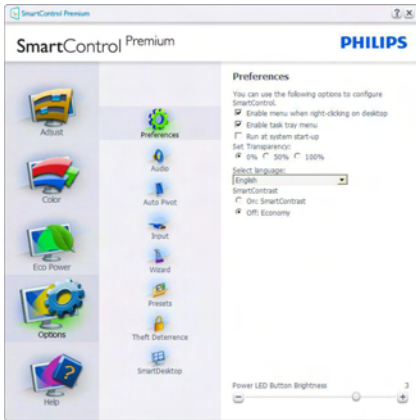 SmartControl Premium
SmartControl Premium
PHILIPS
Adjust
Color
Eco Power
Options
Help
Preferences
Audio
Auto Pivot
Input
Wizard
Presets
Theft Deterrence
SmartDesktop
Preferences
You can use the following options to configure
SmartControl.
Enable menu when right-clicking on desktop
Enable task tray menu
Run at system start-up
Set Transparency:
0% 50% 100%
Select language:
English
SmartContrast
On: SmartContrast
Off: Economy
Power LED Button Brightness 3